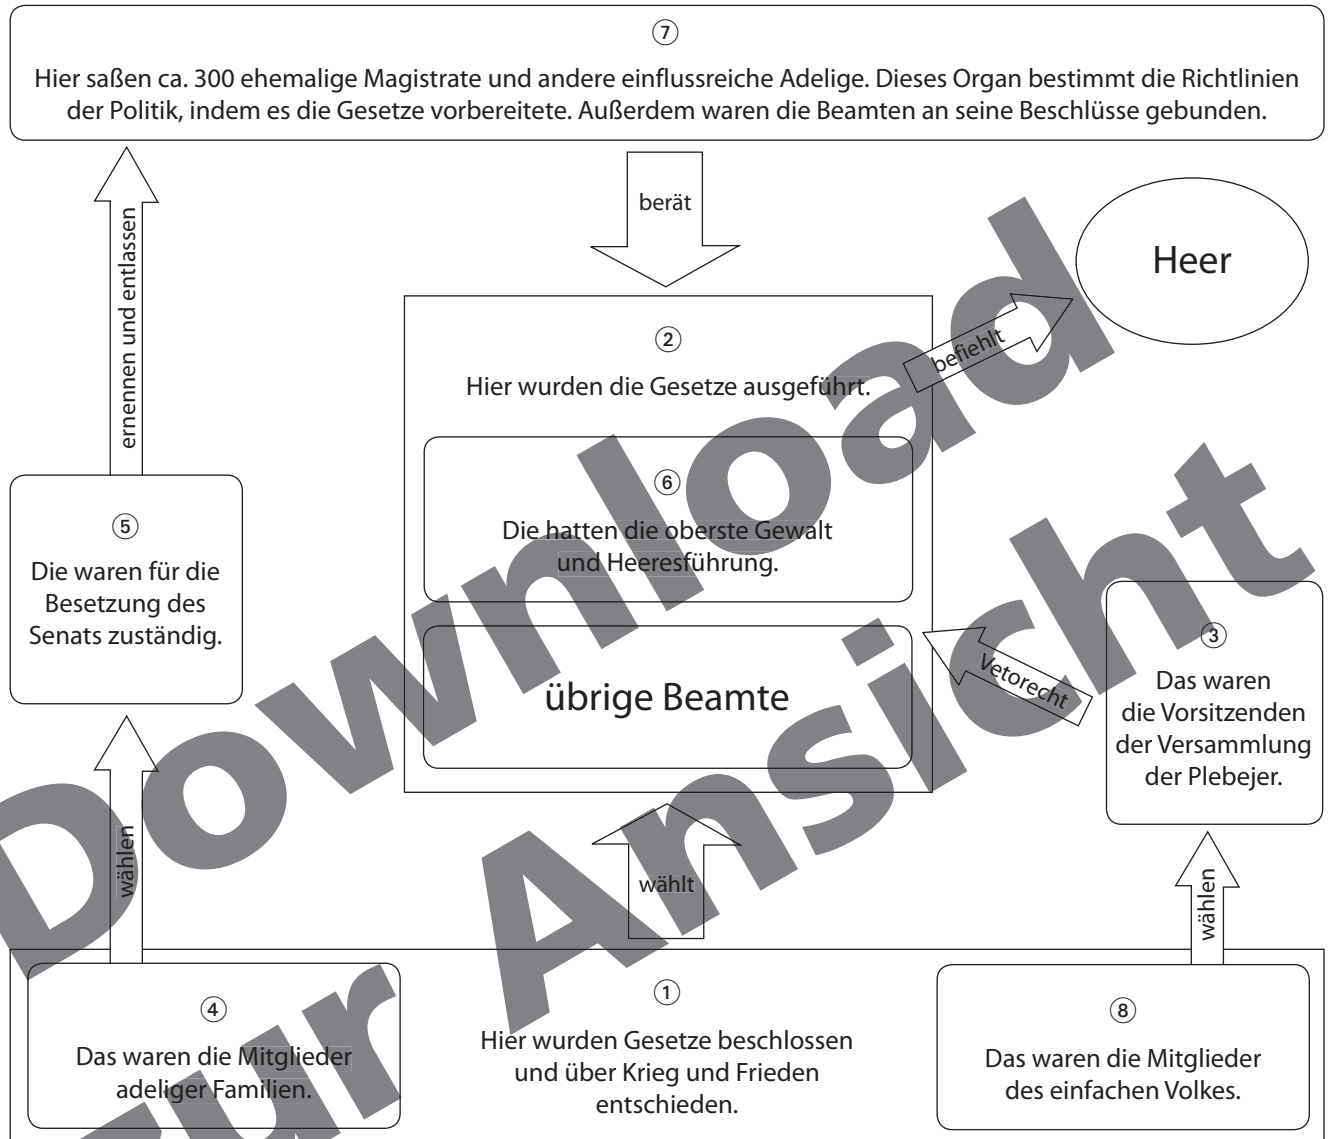 ⑦
Hier saßen ca. 300 ehemalige Magistrate und andere einflussreiche Adelige. Dieses Organ bestimmt die Richtlinien
der Politik, indem es die Gesetze vorbereitete. Außerdem waren die Beamten an seine Beschlüsse gebunden.
ernennen und entlassen
berät
Heer
befiehlt
②
Hier wurden die Gesetze ausgeführt.
⑥
Die hatten die oberste Gewalt
und Heeresführung.
übrige Beamte
⑤
Die waren für die
Besetzung des
Senats zuständig.
Vetorecht
③
Das waren
die Vorsitzenden
der Versammlung
der Plebejer.
wählen
wählt
wählen
④
Das waren die Mitglieder
adeliger Familien.
①
Hier wurden Gesetze beschlossen
und über Krieg und Frieden
entschieden.
⑧
Das waren die Mitglieder
des einfachen Volkes.
Download
zur Ansicht